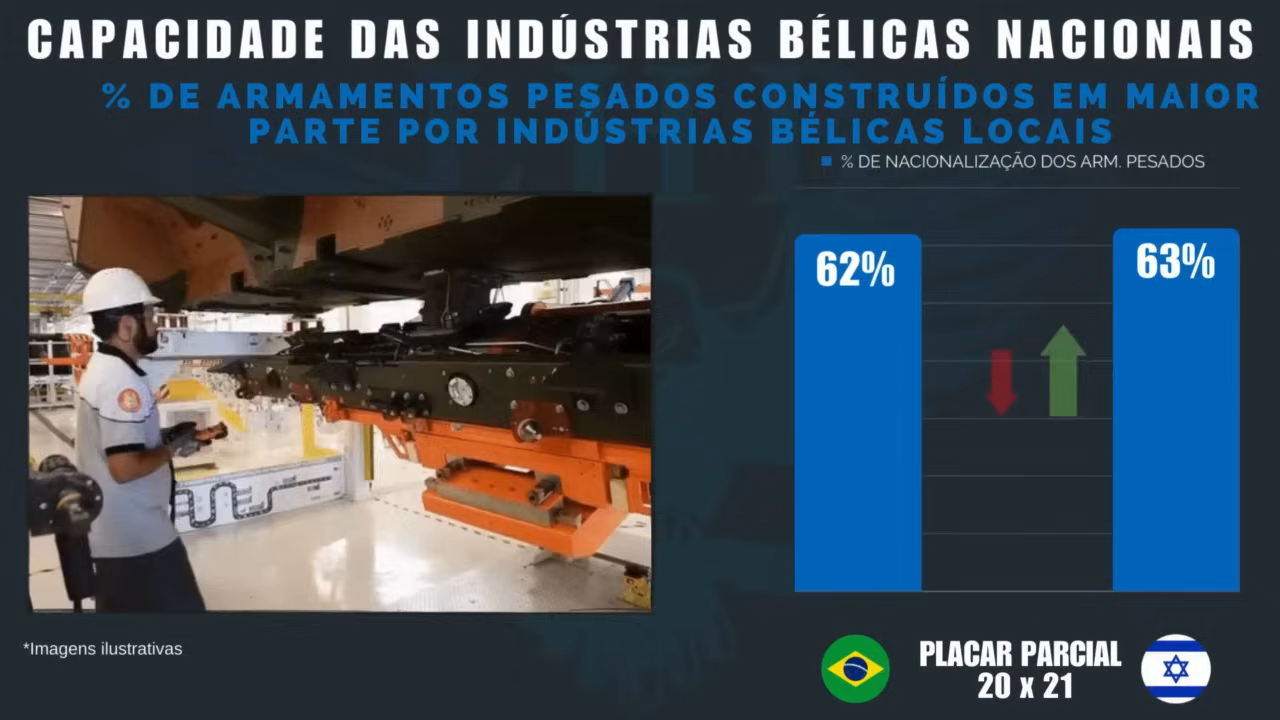 CAPACIDADE DAS INDÚSTRIAS BÉLICAS NACIONAIS
% DE ARMAMENTOS PESADOS CONSTRUÍDOS EM MAIOR
PARTE POR INDÚSTRIAS BÉLICAS LOCAIS
% DE NACIONALIZAÇÃO DOS ARM. PESADOS
62%
63%
*Imagens ilustrativas
PLACAR PARCIAL
20 x 21